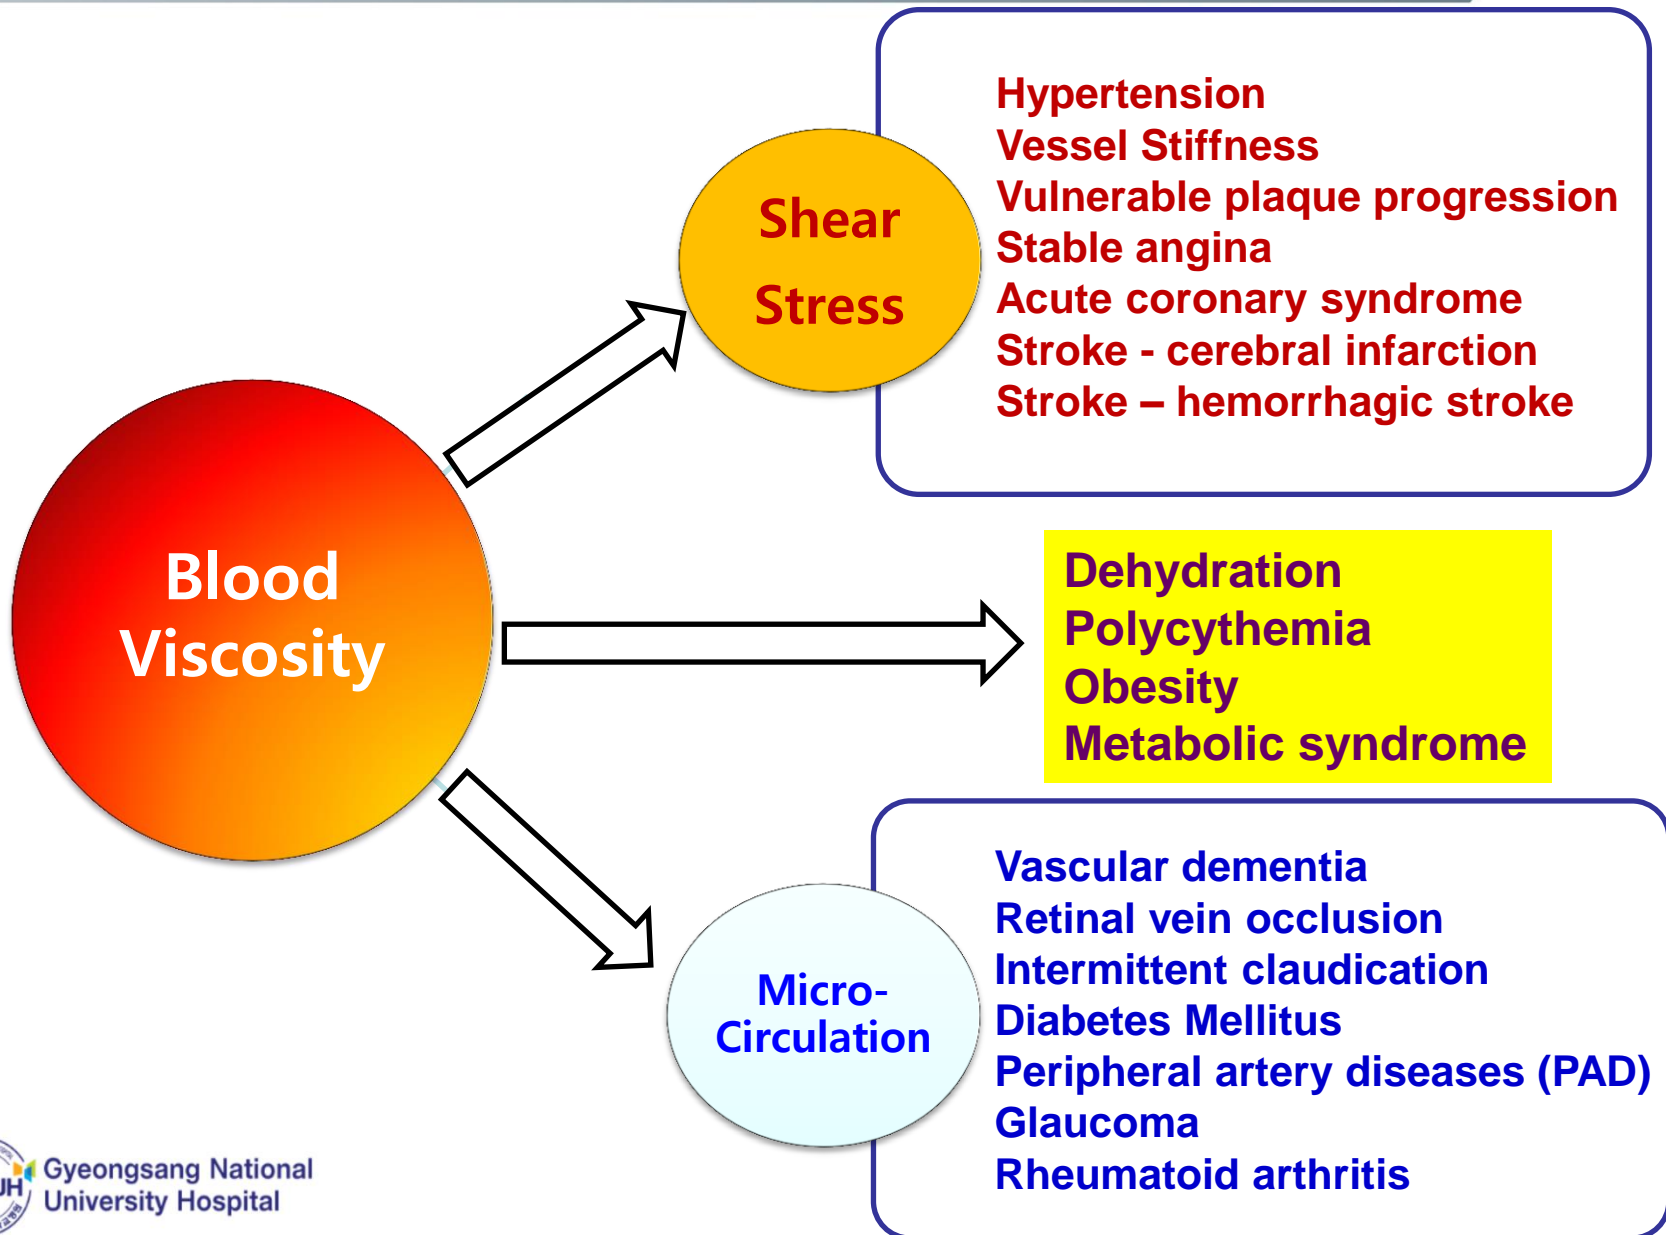 Hypertension
Vessel Stiffness
Vulnerable plaque progression
Stable angina
Acute coronary syndrome
Stroke - cerebral infarction
Stroke – hemorrhagic stroke
Shear
Stress
Blood
Viscosity
Dehydration
Polycythemia
Obesity
Metabolic syndrome
Micro-
Circulation
Vascular dementia
Retinal vein occlusion
Intermittent claudication
Diabetes Mellitus
Peripheral artery diseases (PAD)
Glaucoma
Rheumatoid arthritis
Gyeongsang National
University Hospital